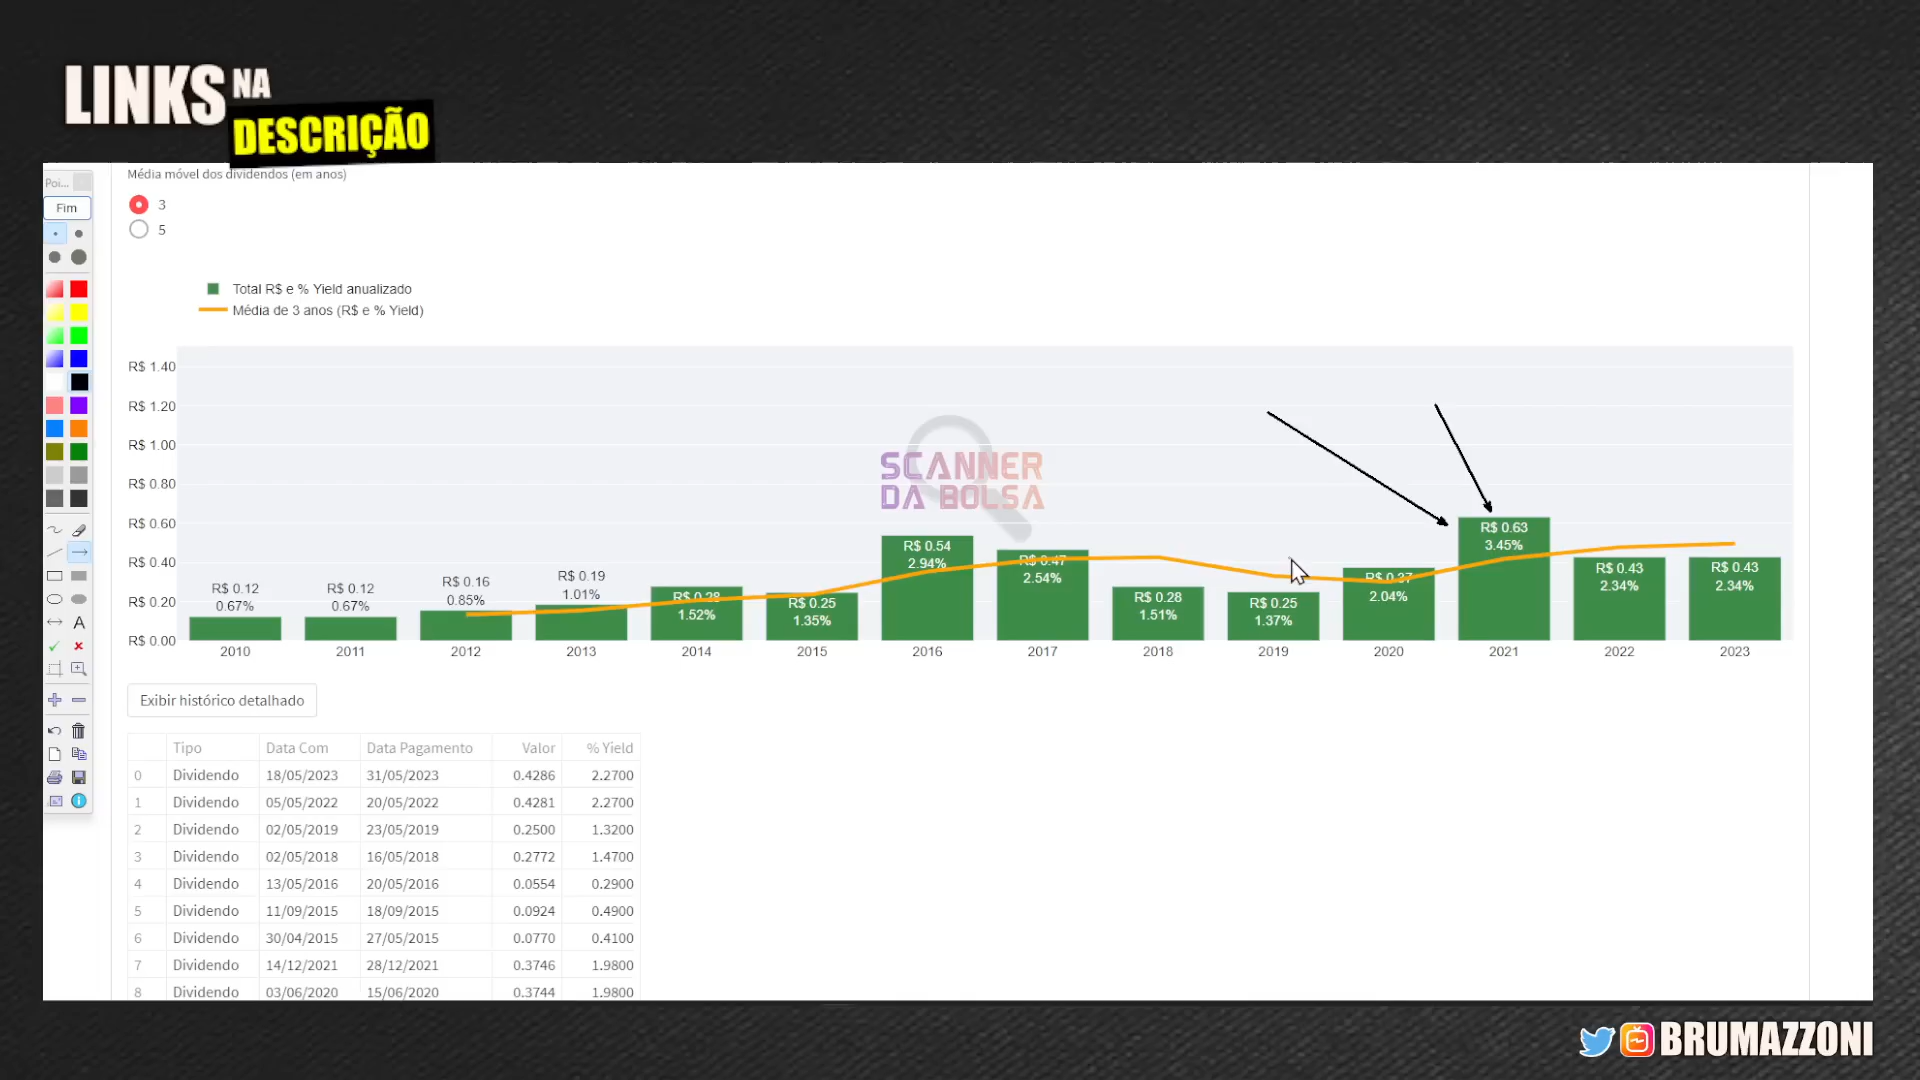 LINKS NA
DESCRIÇÃO
Média móvel dos dividendos (em anos)
Poi...
Fim
3
5
Total R$ e % Yield anualizado
Média de 3 anos (R$ e % Yield)
R$ 1.40
R$ 1.20
R$ 1.00
R$ 0.80
R$ 0.60
R$ 0.40
R$ 0.20
R$ 0.00
SCANNER
DA BOLSA
R$ 0.12
0.67%
R$ 0.12
0.67%
R$ 0.16
0.85%
R$ 0.19
1.01%
R$ 0.28
1.52%
R$ 0.25
1.35%
R$ 0.54
2.94%
R$ 0.47
2.54%
R$ 0.28
1.51%
R$ 0.25
1.37%
R$ 0.37
2.04%
R$ 0.63
3.45%
R$ 0.43
2.34%
R$ 0.43
2.34%
2010 2011 2012 2013 2014 2015 2016 2017 2018 2019 2020 2021 2022 2023
A
Exibir histórico detalhado
Tipo Data Com Data Pagamento Valor % Yield
0 Dividendo 18/05/2023 31/05/2023 0.4286 2.2700
1 Dividendo 05/05/2022 20/05/2022 0.4281 2.2700
2 Dividendo 02/05/2019 23/05/2019 0.2500 1.3200
3 Dividendo 02/05/2018 16/05/2018 0.2772 1.4700
4 Dividendo 13/05/2016 20/05/2016 0.0554 0.2900
5 Dividendo 11/09/2015 18/09/2015 0.0924 0.4900
6 Dividendo 30/04/2015 27/05/2015 0.0770 0.4100
7 Dividendo 14/12/2021 28/12/2021 0.3746 1.9800
8 Dividendo 03/06/2020 15/06/2020 0.3744 1.9800
BRUMAZZONI